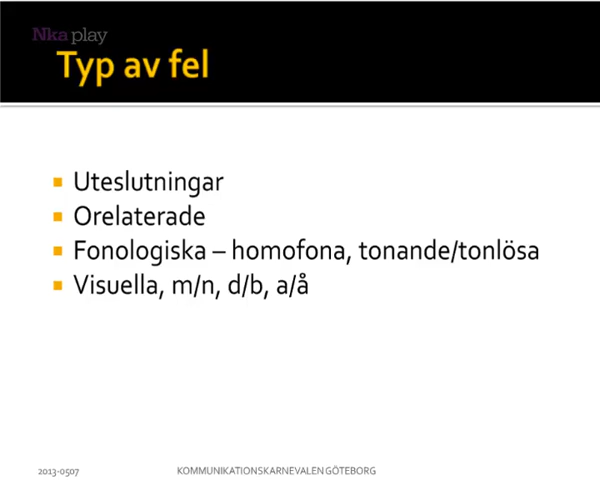 Nka play
Typ av fel
Uteslutningar
Orelaterade
Fonologiska – homofona, tonande/tonlösa
Visuella, m/n, d/b, a/å
2013-0507
KOMMUNIKATIONSKARNEVALEN GÖTEBORG